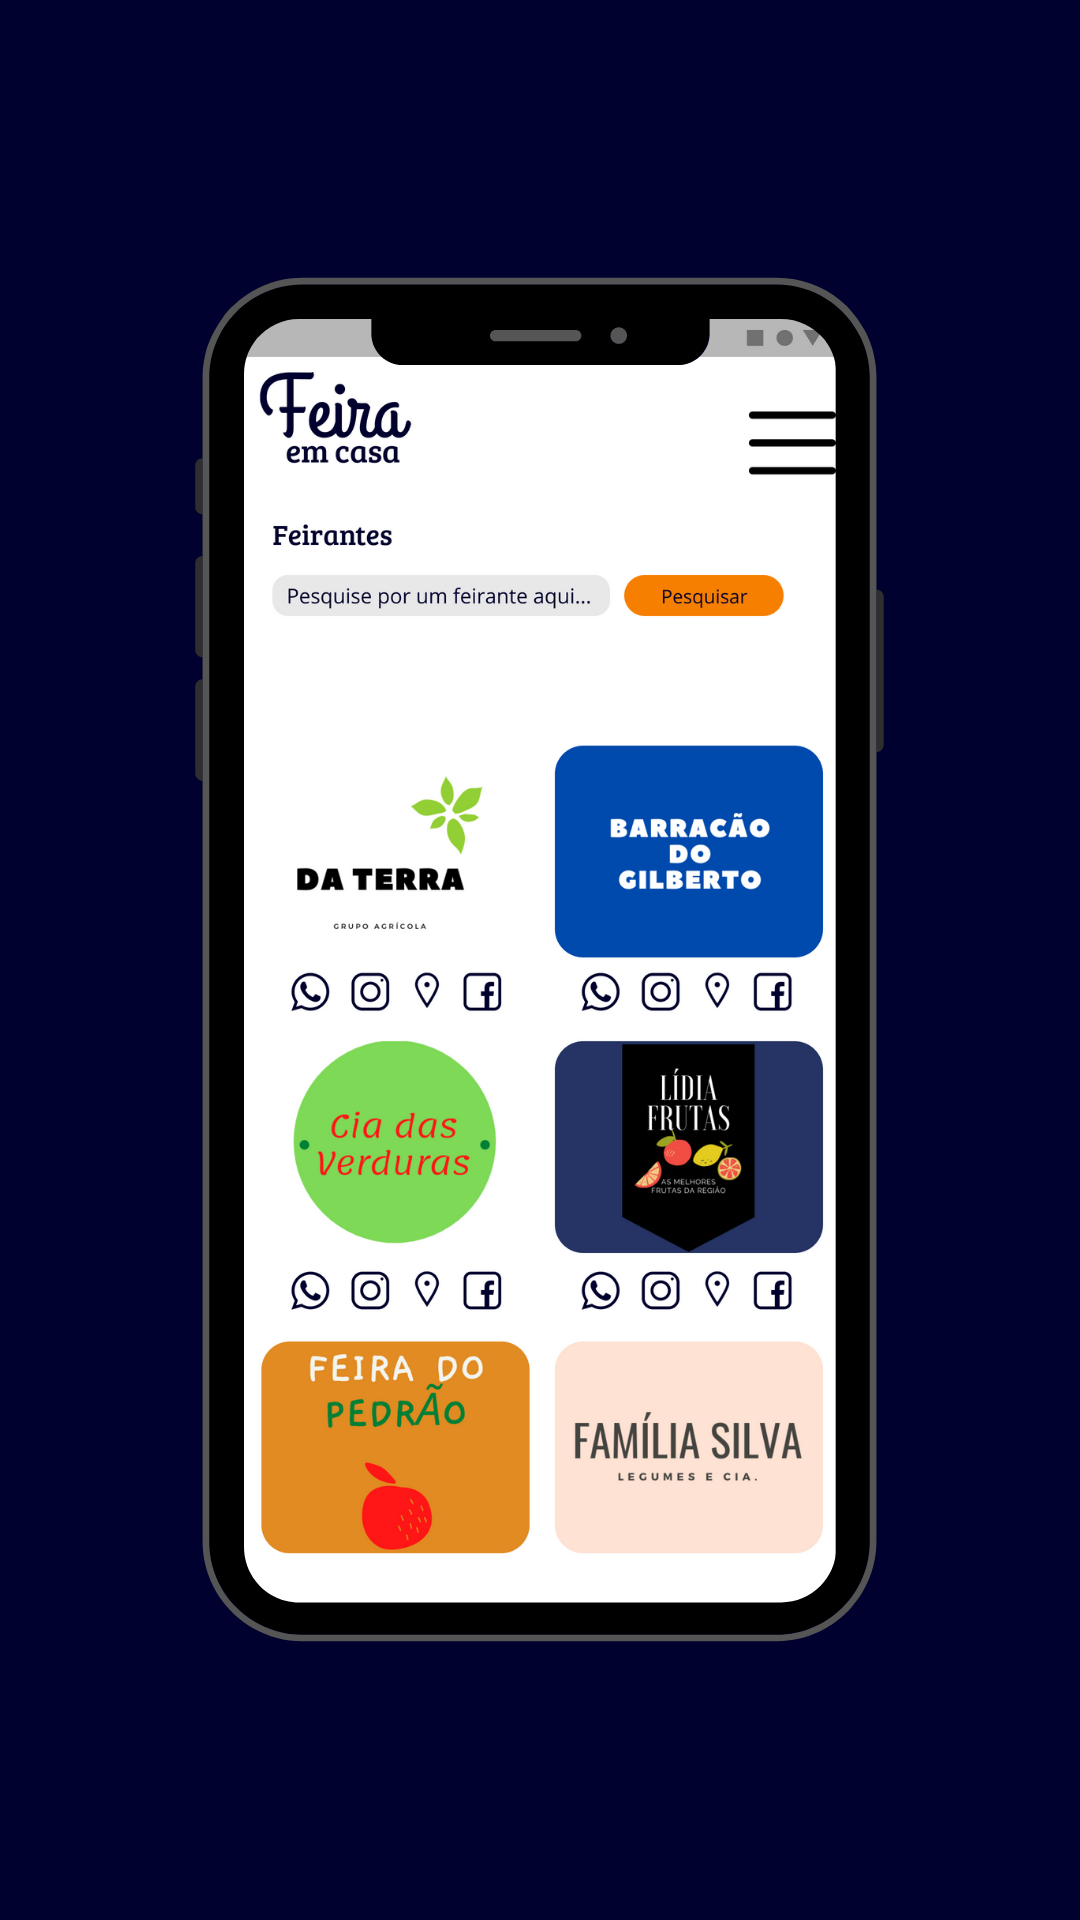 Feira
em casa
Feirantes
Pesquise por um feirante aqui...
Pesquisar
DA TERRA
GRUPO AGRÍCOLA
BARRACÃO
DO
GILBERTO
Cia das
Verduras
LÍDIA
FRUTAS
AS MELHORES
FRUTAS DA REGIÃO
FEIRA DO
PEDRÃO
FAMÍLIA SILVA
LEGUMES E CIA.